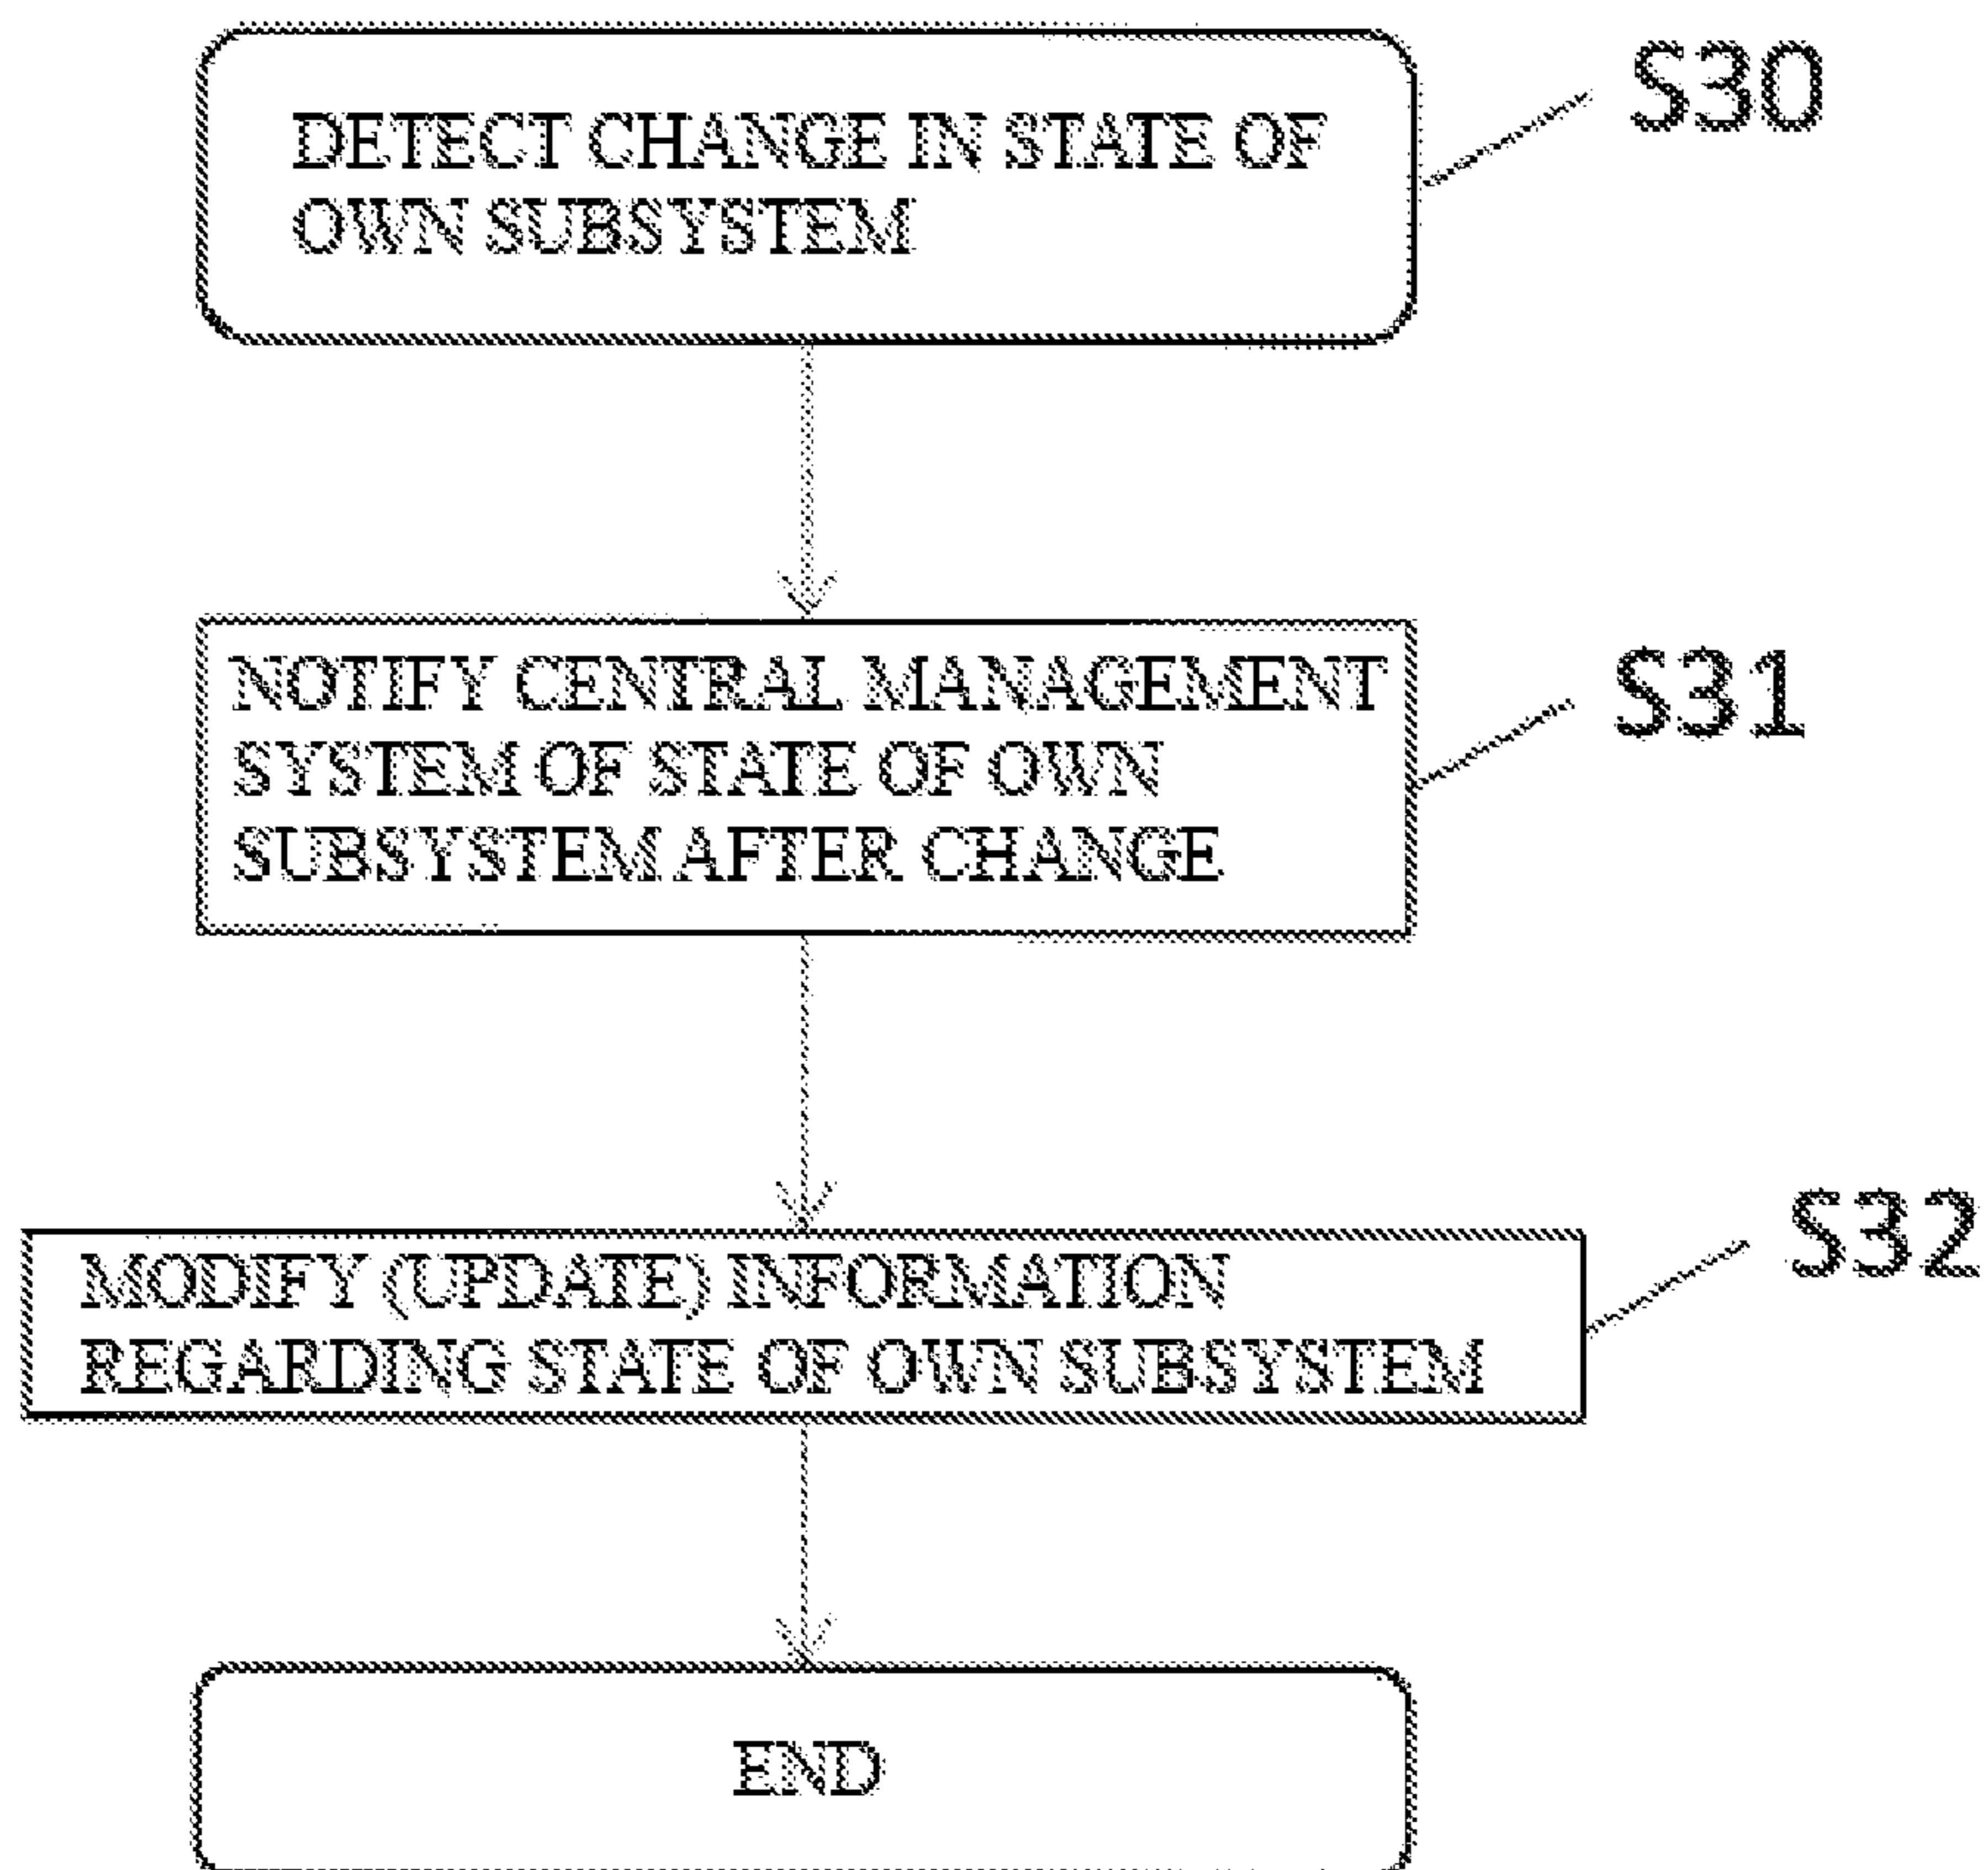 DETECT CHANGE IN STATE OF
OWN SUBSYSTEM
S30
NOTIFY CENTRAL MANAGEMENT
SYSTEM OF STATE OF OWN
SUBSYSTEM AFTER CHANGE
S31
MODIFY (UPDATE) INFORMATION
REGARDING STATE OF OWN SUBSYSTEM
S32
END